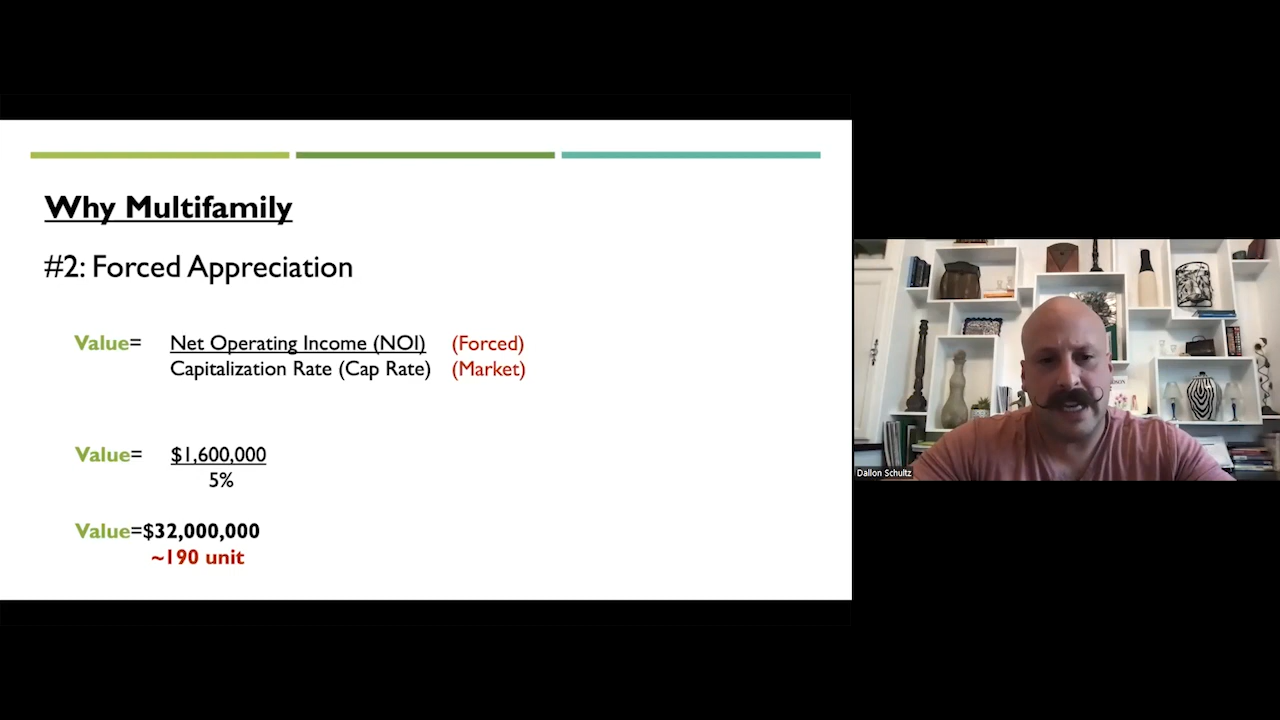 Why Multifamily
#2: Forced Appreciation
Value= Net Operating Income (NOI) (Forced)
Capitalization Rate (Cap Rate) (Market)
Value= $1,600,000
5%
Value=$32,000,000
~190 unit
Dallon Schultz